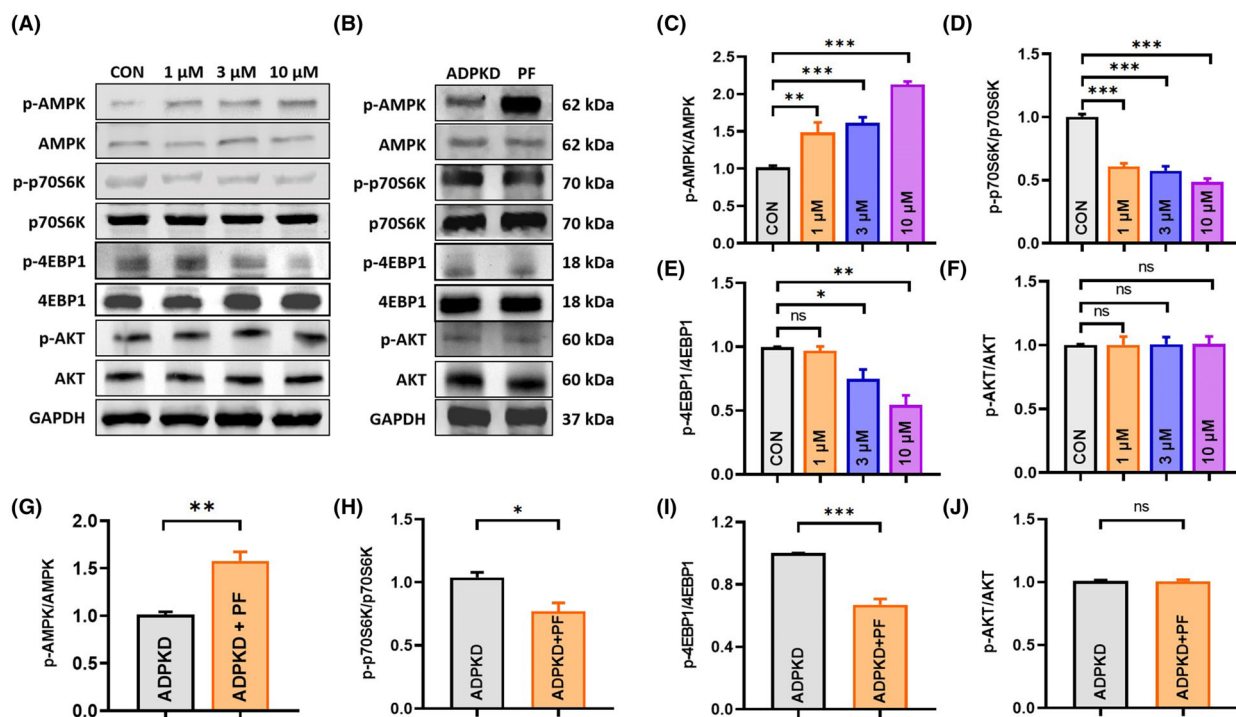 (A)
CON 1 µM 3 µM 10 µM
p-AMPK
AMPK
p-p70S6K
p70S6K
p-4EBP1
4EBP1
p-AKT
AKT
GAPDH
(B)
ADPKD PF
p-AMPK 62 kDa
AMPK 62 kDa
p-p70S6K 70 kDa
p70S6K 70 kDa
p-4EBP1 18 kDa
4EBP1 18 kDa
p-AKT 60 kDa
AKT 60 kDa
GAPDH 37 kDa
(C)
p-AMPK/AMPK
2.5
2.0
1.5
1.0
0.5
0.0
***
***
**
CON
1 µM
3 µM
10 µM
(D)
p-p70S6K/p70S6K
1.5
1.0
0.5
0.0
***
***
***
CON
1 µM
3 µM
10 µM
(E)
p-4EBP1/4EBP1
1.5
1.0
0.5
0.0
**
*
ns
CON
1 µM
3 µM
10 µM
(F)
p-AKT/AKT
1.5
1.0
0.5
0.0
ns
ns
ns
CON
1 µM
3 µM
10 µM
(G)
p-AMPK/AMPK
2.0
1.5
1.0
0.5
0.0
**
ADPKD
ADPKD + PF
(H)
p-p70S6K/p70S6K
1.5
1.0
0.5
0.0
*
ADPKD
ADPKD+PF
(I)
p-4EBP1/4EBP1
1.2
0.8
0.4
0.0
***
ADPKD
ADPKD+PF
(J)
p-AKT/AKT
1.5
1.0
0.5
0.0
ns
ADPKD
ADPKD+PF